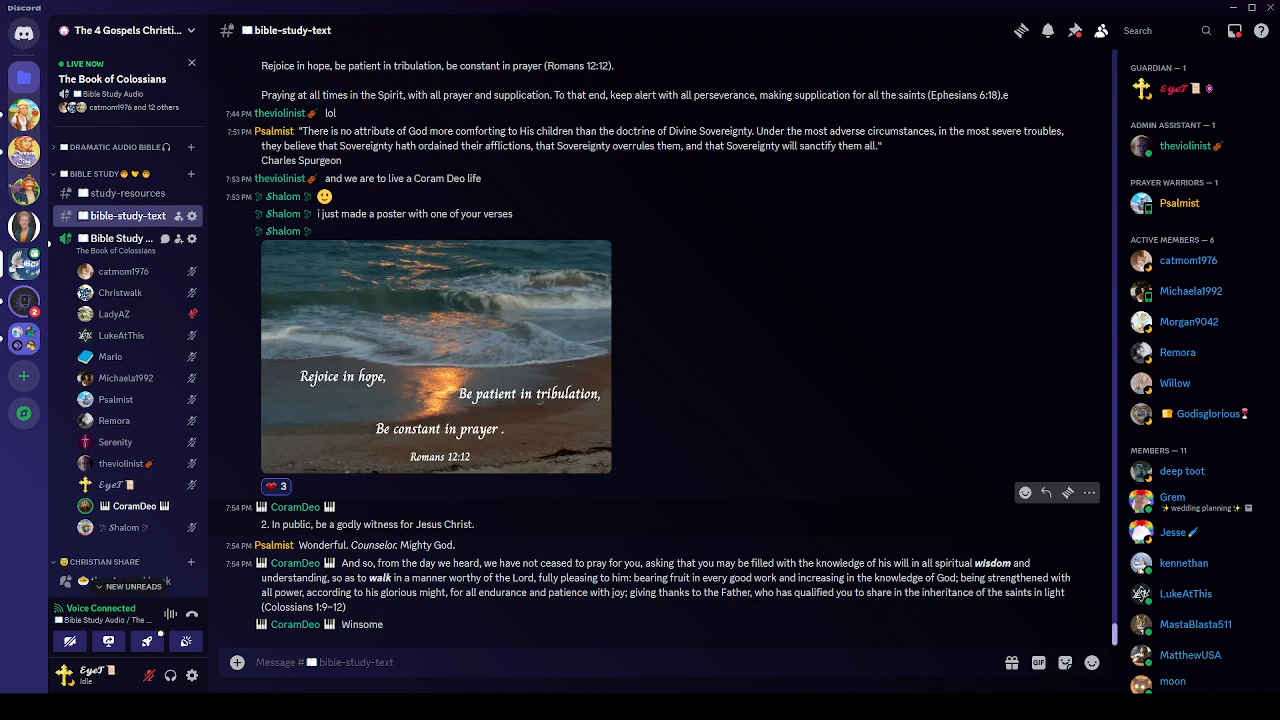 Discord
The 4 Gospels Christi...
LIVE NOW
The Book of Colossians
Bible Study Audio
catmom1976 and 12 others
DRAMATIC AUDIO BIBLE
BIBLE STUDY
study-resources
bible-study-text
Bible Study ...
The Book of Colossians
catmom1976
Christwalk
LadyAZ
LukeAtThis
Marlo
Michaela1992
Psalmist
Remora
Serenity
theviolinist
EyeT
CoramDeo
Shalom
CHRISTIAN SHARE
NEW UNREADS
2
Voice Connected
Bible Study Audio / The ...
EyeT
Idle
bible-study-text
Search
Rejoice in hope, be patient in tribulation, be constant in prayer (Romans 12:12).
Praying at all times in the Spirit, with all prayer and supplication. To that end, keep alert with all perseverance, making supplication for all the saints (Ephesians 6:18).e
7:44 PM theviolinist lol
7:51 PM Psalmist "There is no attribute of God more comforting to His children than the doctrine of Divine Sovereignty. Under the most adverse circumstances, in the most severe troubles,
they believe that Sovereignty hath ordained their afflictions, that Sovereignty overrules them, and that Sovereignty will sanctify them all."
Charles Spurgeon
7:53 PM theviolinist and we are to live a Coram Deo life
7:53 PM Shalom
Shalom i just made a poster with one of your verses
Shalom
Rejoice in hope,
Be patient in tribulation,
Be constant in prayer .
Romans 12:12
3
7:54 PM CoramDeo
2. In public, be a godly witness for Jesus Christ.
7:54 PM Psalmist Wonderful. Counselor. Mighty God.
7:54 PM CoramDeo And so, from the day we heard, we have not ceased to pray for you, asking that you may be filled with the knowledge of his will in all spiritual wisdom and
understanding, so as to walk in a manner worthy of the Lord, fully pleasing to him: bearing fruit in every good work and increasing in the knowledge of God; being strengthened with
all power, according to his glorious might, for all endurance and patience with joy; giving thanks to the Father, who has qualified you to share in the inheritance of the saints in light
(Colossians 1:9–12)
CoramDeo Winsome
Message # bible-study-text
GIF
GUARDIAN — 1
EyeT
ADMIN ASSISTANT — 1
theviolinist
PRAYER WARRIORS — 1
Psalmist
ACTIVE MEMBERS — 6
catmom1976
Michaela1992
Morgan9042
Remora
Willow
Godisglorious
MEMBERS — 11
deep toot
Grem
wedding planning
Jesse
kennethan
LukeAtThis
MastaBlasta511
MatthewUSA
moon